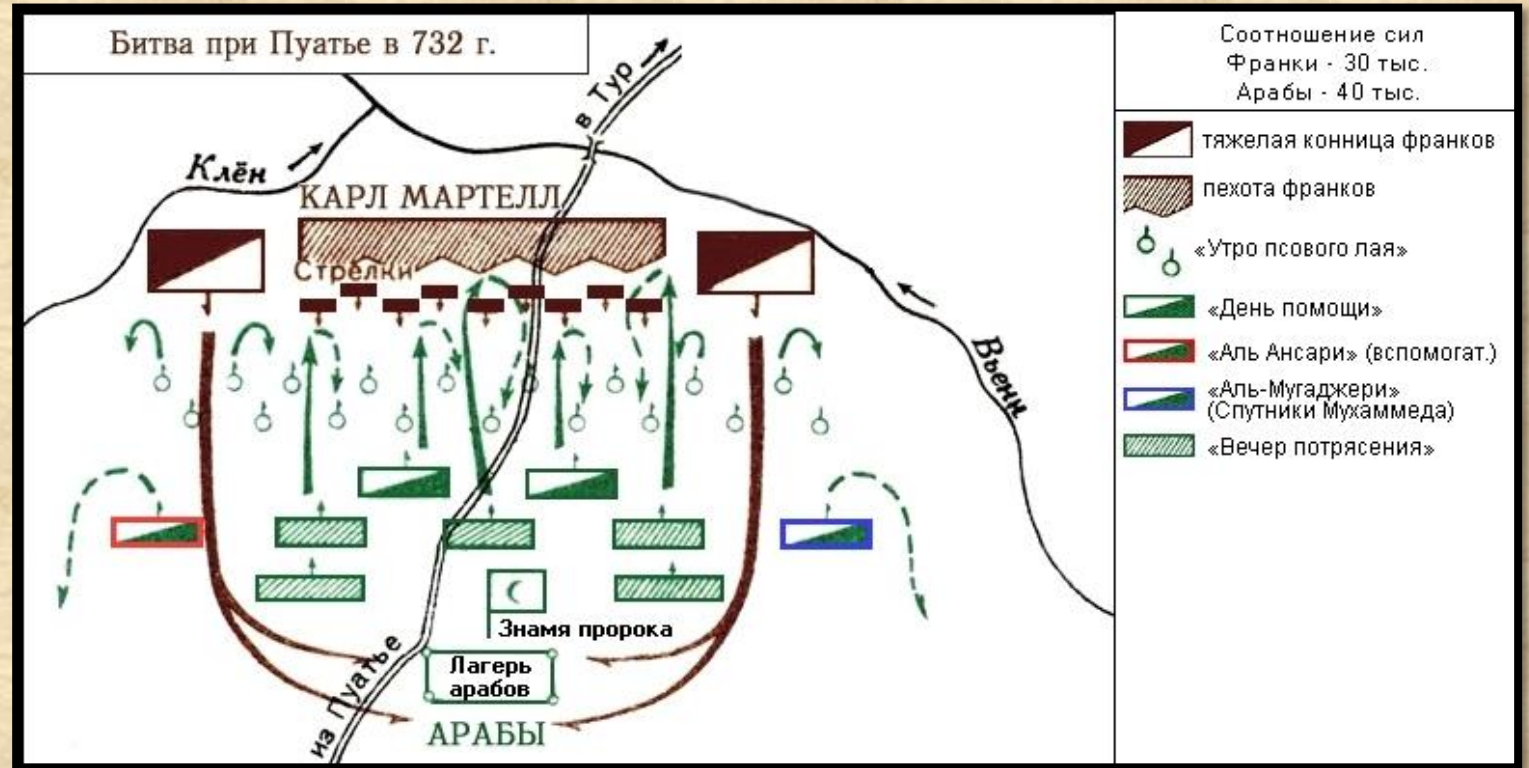 Битва при Пуатье в 732 г.
Соотношение сил
Франки - 30 тыс.
Арабы - 40 тыс.
в Тур
Клён
КАРЛ МАРТЕЛЛ
Стрелки
Вьенн
Знамя пророка
Лагерь
арабов
из Пуатье
АРАБЫ
тяжелая конница франков
пехота франков
«Утро псового лая»
«День помощи»
«Аль Ансари» (вспомогат.)
«Аль-Мугаджери»
(Спутники Мухаммеда)
«Вечер потрясения»